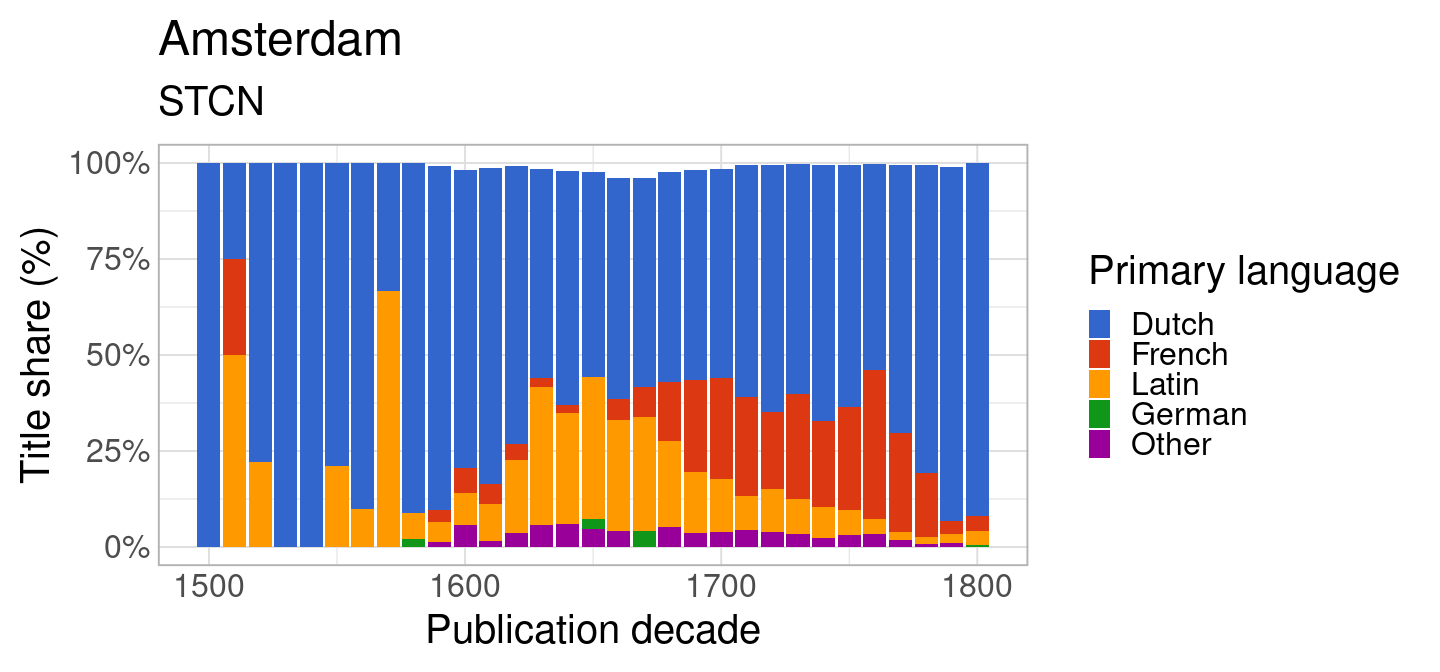 Amsterdam
STCN
Title share (%)
100%
75%
50%
25%
0%
1500 1600 1700 1800
Publication decade
Primary language
Dutch
French
Latin
German
Other